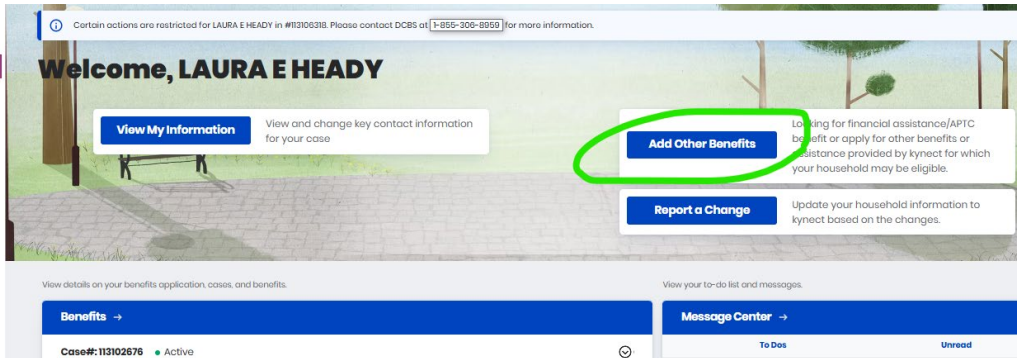 Certain actions are restricted for LAURA E HEADY in #113106318. Please contact DCBS at 1-855-306-8959 for more information.
Welcome, LAURA E HEADY
View My Information
View and change key contact information
for your case
Add Other Benefits
Looking for financial assistance/APTC
benefit or apply for other benefits or
assistance provided by kynect for which
your household may be eligible.
Report a Change
Update your household information to
kynect based on the changes.
View details on your benefits application, cases, and benefits.
View your to-do list and messages.
Benefits →
Message Center →
To Dos
Unread
Case#: 113102676 ● Active